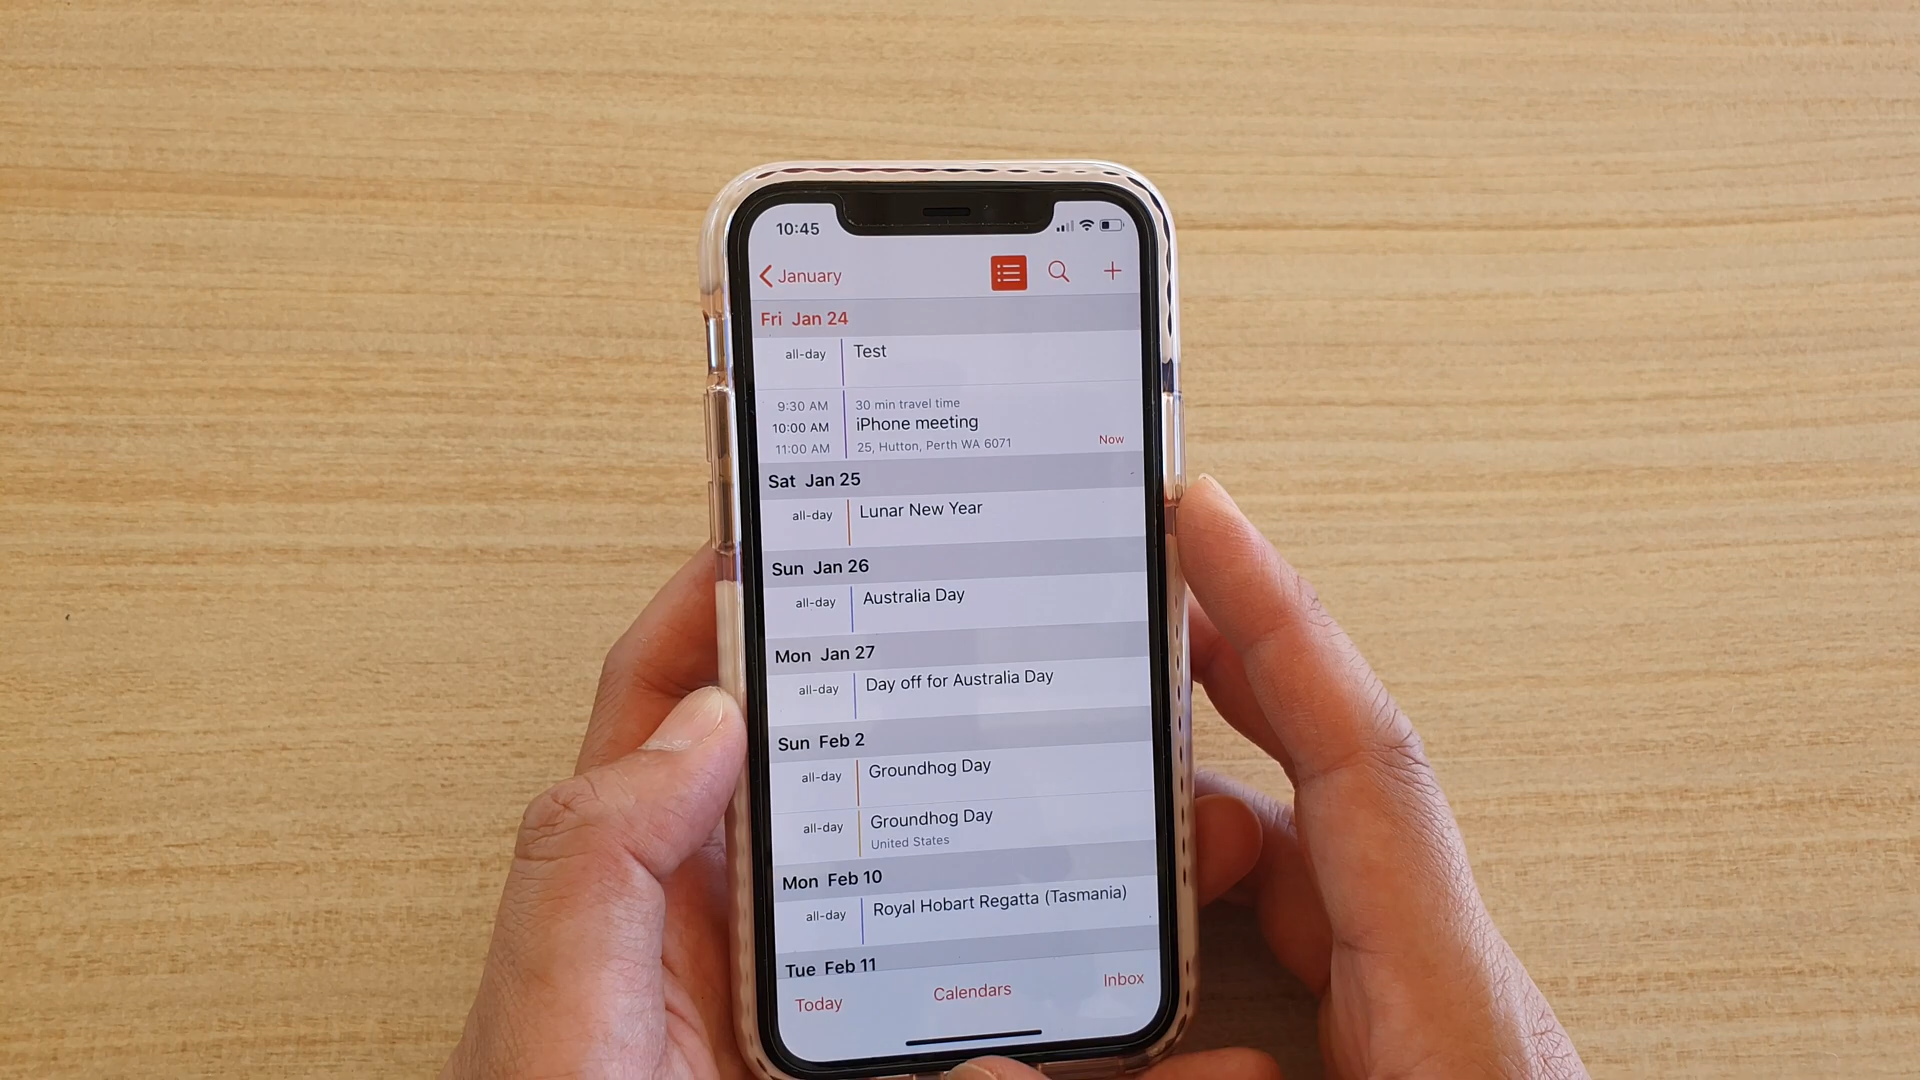 10:45
January
Fri Jan 24
all-day Test
9:30 AM 30 min travel time
10:00 AM iPhone meeting
11:00 AM 25, Hutton, Perth WA 6071 Now
Sat Jan 25
all-day Lunar New Year
Sun Jan 26
all-day Australia Day
Mon Jan 27
all-day Day off for Australia Day
Sun Feb 2
all-day Groundhog Day
all-day Groundhog Day
United States
Mon Feb 10
all-day Royal Hobart Regatta (Tasmania)
Tue Feb 11
Today Calendars Inbox